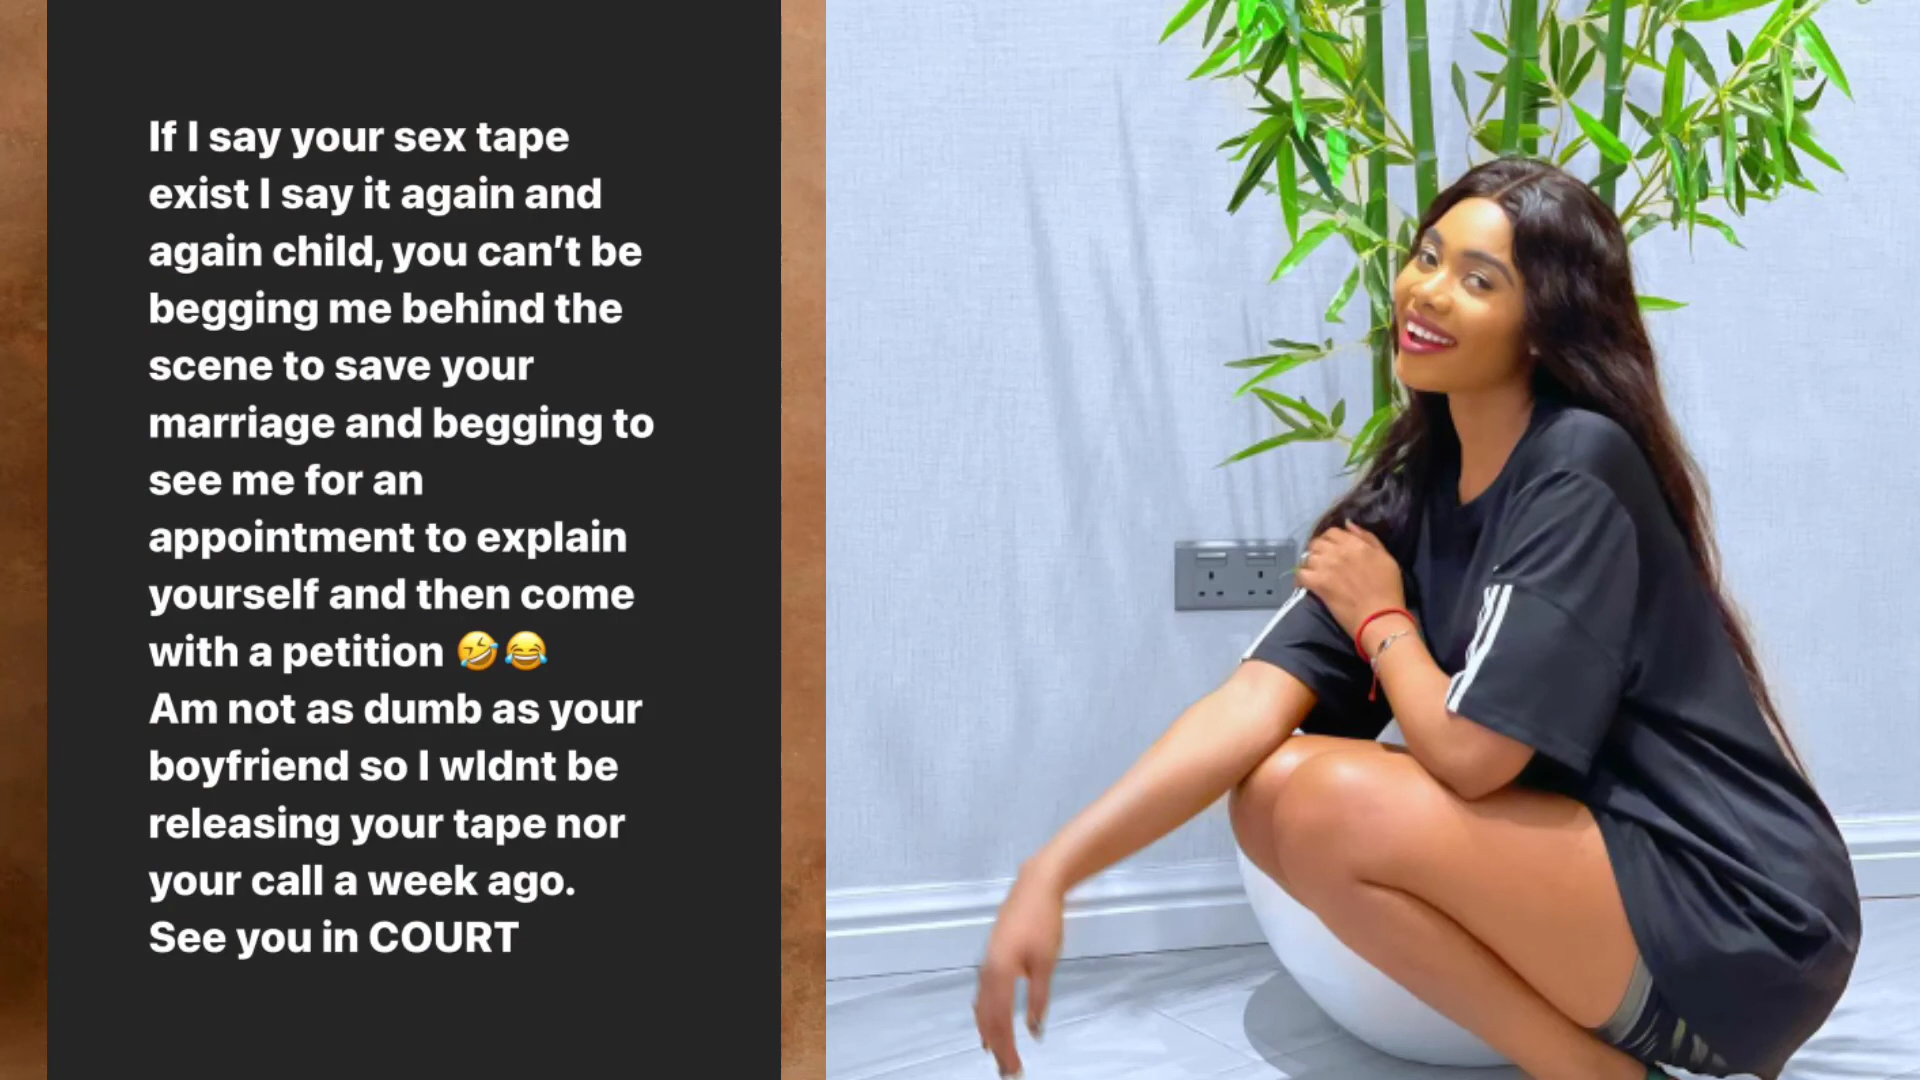 If I say your sex tape
exist I say it again and
again child, you can't be
begging me behind the
scene to save your
marriage and begging to
see me for an
appointment to explain
yourself and then come
with a petition 🤣😂
Am not as dumb as your
boyfriend so I wldnt be
releasing your tape nor
your call a week ago.
See you in COURT